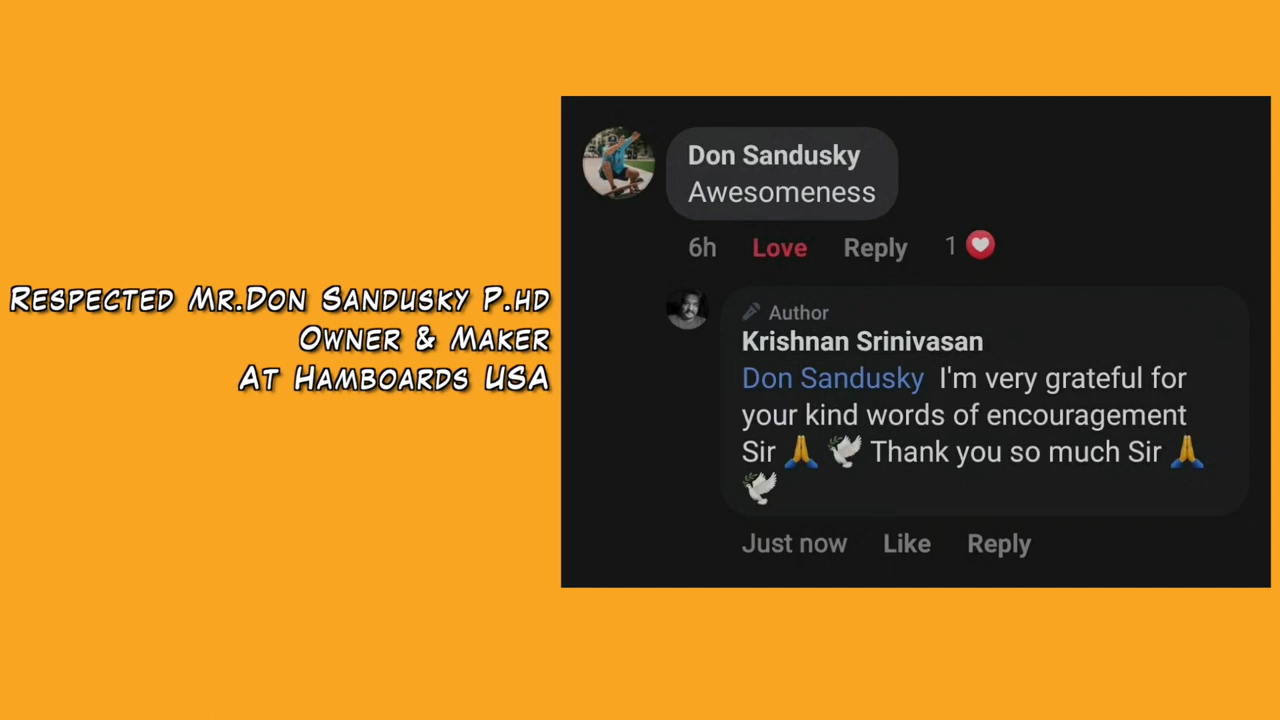 Respected Mr.Don Sandusky P.hd
Owner & Maker
At Hamboards USA
Don Sandusky
Awesomeness
6h Love Reply 1
Author
Krishnan Srinivasan
Don Sandusky I'm very grateful for
your kind words of encouragement
Sir 🙏 🕊️ Thank you so much Sir 🙏
🕊️
Just now Like Reply